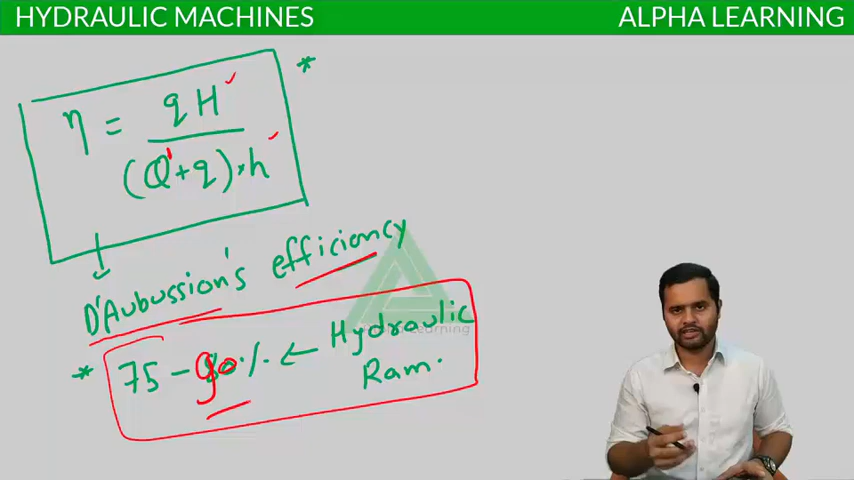 HYDRAULIC MACHINES
ALPHA LEARNING
η = qH / (Q+q)×h
*
D'Aubussion's efficiency
* 75 - 90% ← Hydraulic
Ram.